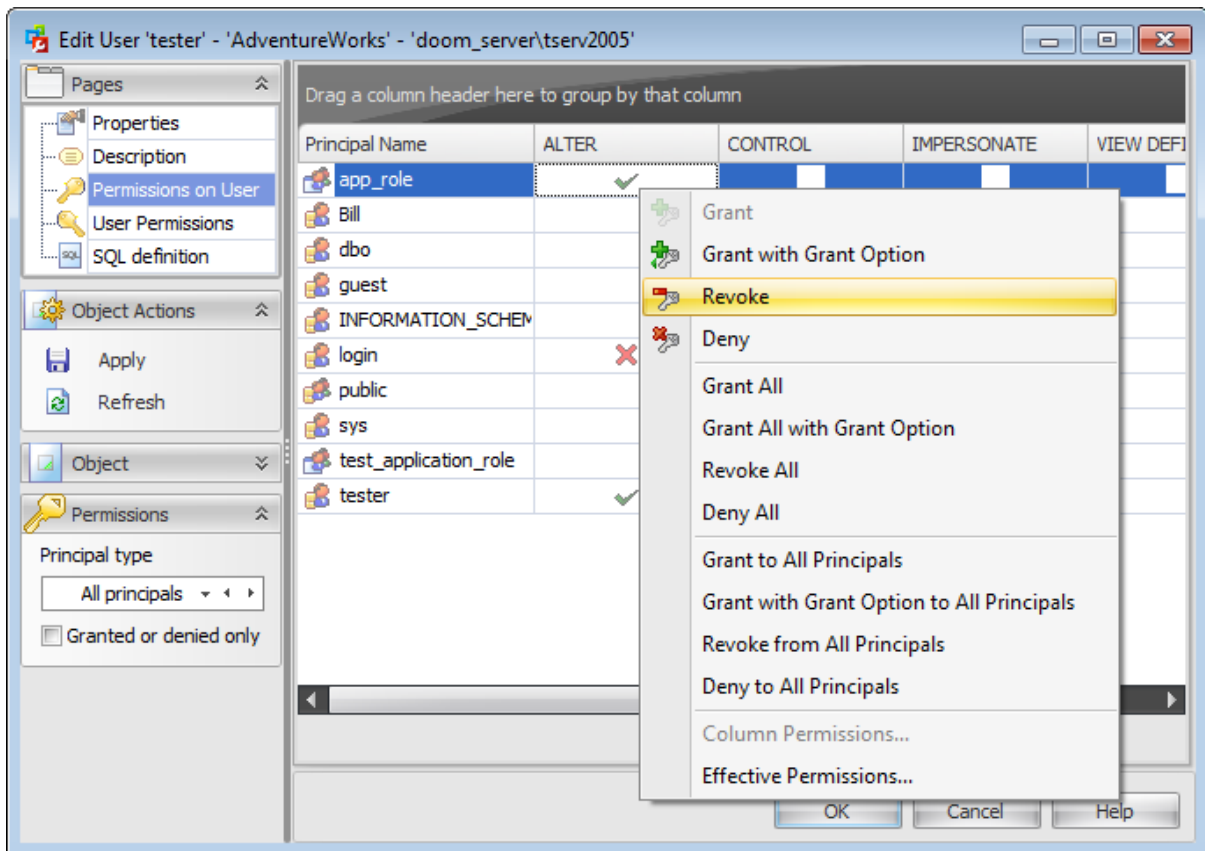 Edit User 'tester' - 'AdventureWorks' - 'doom_server\tserv2005'
Pages
Properties
Description
Permissions on User
User Permissions
SQL definition
Object Actions
Apply
Refresh
Object
Permissions
Principal type
All principals
Granted or denied only
Drag a column header here to group by that column
Principal Name ALTER CONTROL IMPERSONATE VIEW DEFI
app_role
Bill
dbo
guest
INFORMATION_SCHEM
login
public
sys
test_application_role
tester
Grant
Grant with Grant Option
Revoke
Deny
Grant All
Grant All with Grant Option
Revoke All
Deny All
Grant to All Principals
Grant with Grant Option to All Principals
Revoke from All Principals
Deny to All Principals
Column Permissions...
Effective Permissions...
OK Cancel Help